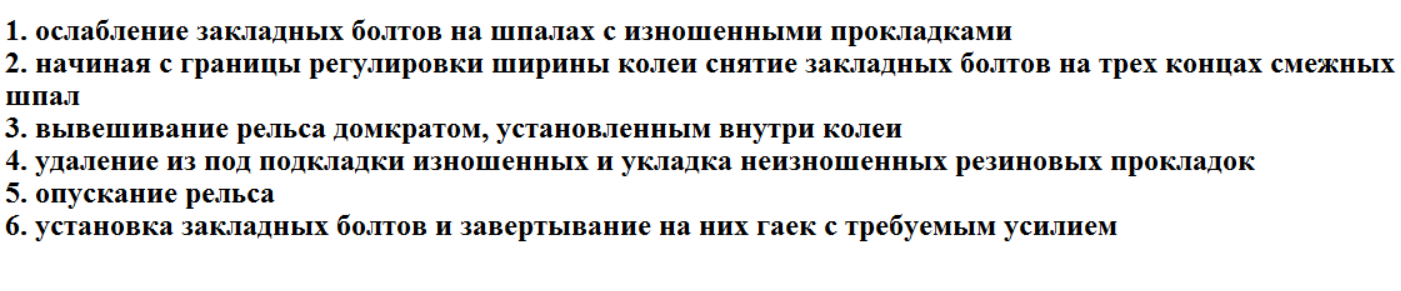 1. ослабление закладных болтов на шпалах с изношенными прокладками
2. начиная с границы регулировки ширины колеи снятие закладных болтов на трех концах смежных
шпал
3. вывешивание рельса домкратом, установленным внутри колеи
4. удаление из под подкладки изношенных и укладка неизношенных резиновых прокладок
5. опускание рельса
6. установка закладных болтов и завертывание на них гаек с требуемым усилием